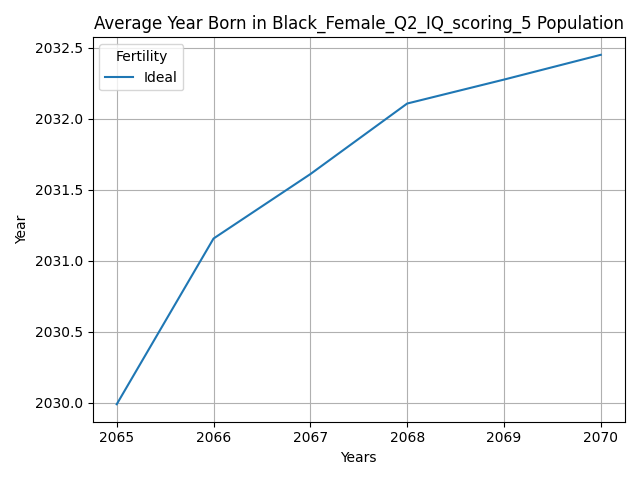 Average Year Born in Black_Female_Q2_IQ_scoring_5 Population
Fertility
Ideal
2032.5
2032.0
2031.5
2031.0
2030.5
2030.0
Year
2065 2066 2067 2068 2069 2070
Years